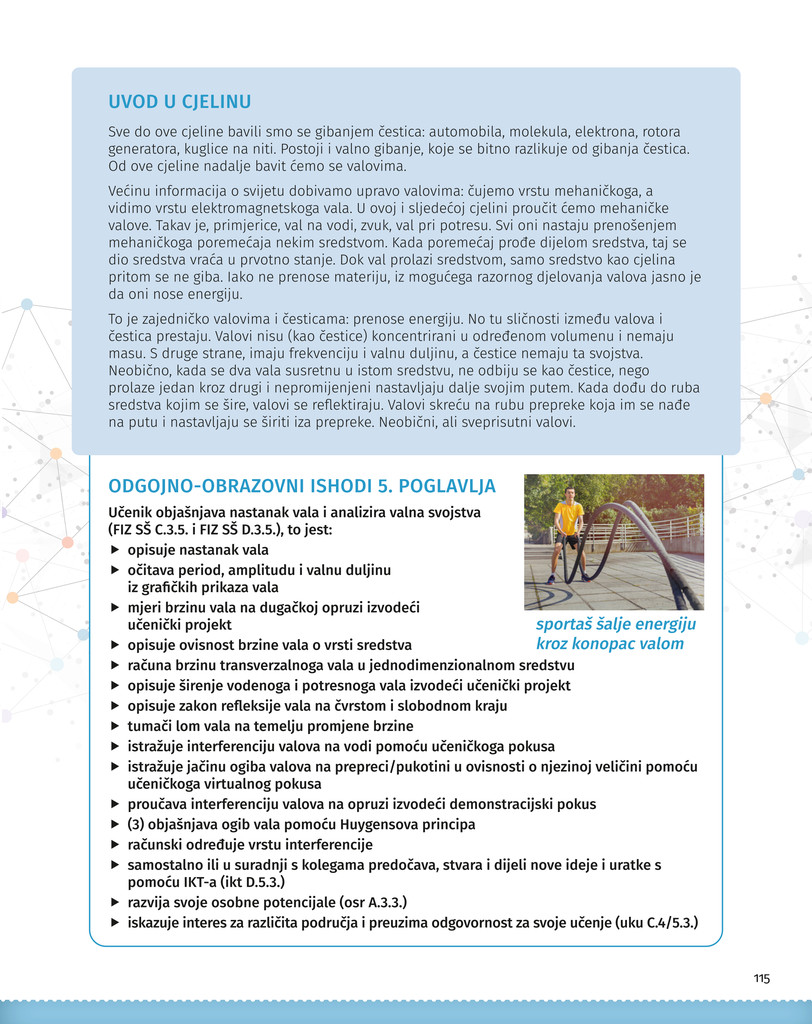 UVOD U CJELINU
Sve do ove cjeline bavili smo se gibanjem čestica: automobila, molekula, elektrona, rotora
generatora, kuglice na niti. Postoji i valno gibanje, koje se bitno razlikuje od gibanja čestica.
Od ove cjeline nadalje bavit ćemo se valovima.
Većinu informacija o svijetu dobivamo upravo valovima: čujemo vrstu mehaničkoga, a
vidimo vrstu elektromagnetskoga vala. U ovoj i sljedećoj cjelini proučit ćemo mehaničke
valove. Takav je, primjerice, val na vodi, zvuk, val pri potresu. Svi oni nastaju prenošenjem
mehaničkoga poremećaja nekim sredstvom. Kada poremećaj prođe dijelom sredstva, taj se
dio sredstva vraća u prvotno stanje. Dok val prolazi sredstvom, samo sredstvo kao cjelina
pritom se ne giba. Iako ne prenose materiju, iz mogućega razornog djelovanja valova jasno je
da oni nose energiju.
To je zajedničko valovima i česticama: prenose energiju. No tu sličnosti između valova i
čestica prestaju. Valovi nisu (kao čestice) koncentrirani u određenom volumenu i nemaju
masu. S druge strane, imaju frekvenciju i valnu duljinu, a čestice nemaju ta svojstva.
Neobično, kada se dva vala susretnu u istom sredstvu, ne odbiju se kao čestice, nego
prolaze jedan kroz drugi i nepromijenjeni nastavljaju dalje svojim putem. Kada dođu do ruba
sredstva kojim se šire, valovi se reflektiraju. Valovi skreću na rubu prepreke koja im se nađe
na putu i nastavljaju se širiti iza prepreke. Neobični, ali sveprisutni valovi.
ODGOJNO-OBRAZOVNI ISHODI 5. POGLAVLJA
Učenik objašnjava nastanak vala i analizira valna svojstva
(FIZ SŠ C.3.5. i FIZ SŠ D.3.5.), to jest:
▶ opisuje nastanak vala
▶ očitava period, amplitudu i valnu duljinu
iz grafičkih prikaza vala
▶ mjeri brzinu vala na dugačkoj opruzi izvodeći
učenički projekt
▶ opisuje ovisnost brzine vala o vrsti sredstva
▶ računa brzinu transverzalnoga vala u jednodimenzionalnom sredstvu
▶ opisuje širenje vodenoga i potresnoga vala izvodeći učenički projekt
▶ opisuje zakon refleksije vala na čvrstom i slobodnom kraju
▶ tumači lom vala na temelju promjene brzine
▶ istražuje interferenciju valova na vodi pomoću učeničkoga pokusa
▶ istražuje jačinu ogiba valova na prepreci/pukotini u ovisnosti o njezinoj veličini pomoću
učeničkoga virtualnog pokusa
▶ proučava interferenciju valova na opruzi izvodeći demonstracijski pokus
▶ (3) objašnjava ogib vala pomoću Huygensova principa
▶ računski određuje vrstu interferencije
▶ samostalno ili u suradnji s kolegama predočava, stvara i dijeli nove ideje i uratke s
pomoću IKT-a (ikt D.5.3.)
▶ razvija svoje osobne potencijale (osr A.3.3.)
▶ iskazuje interes za različita područja i preuzima odgovornost za svoje učenje (uku C.4/5.3.)
sportaš šalje energiju
kroz konopac valom
115